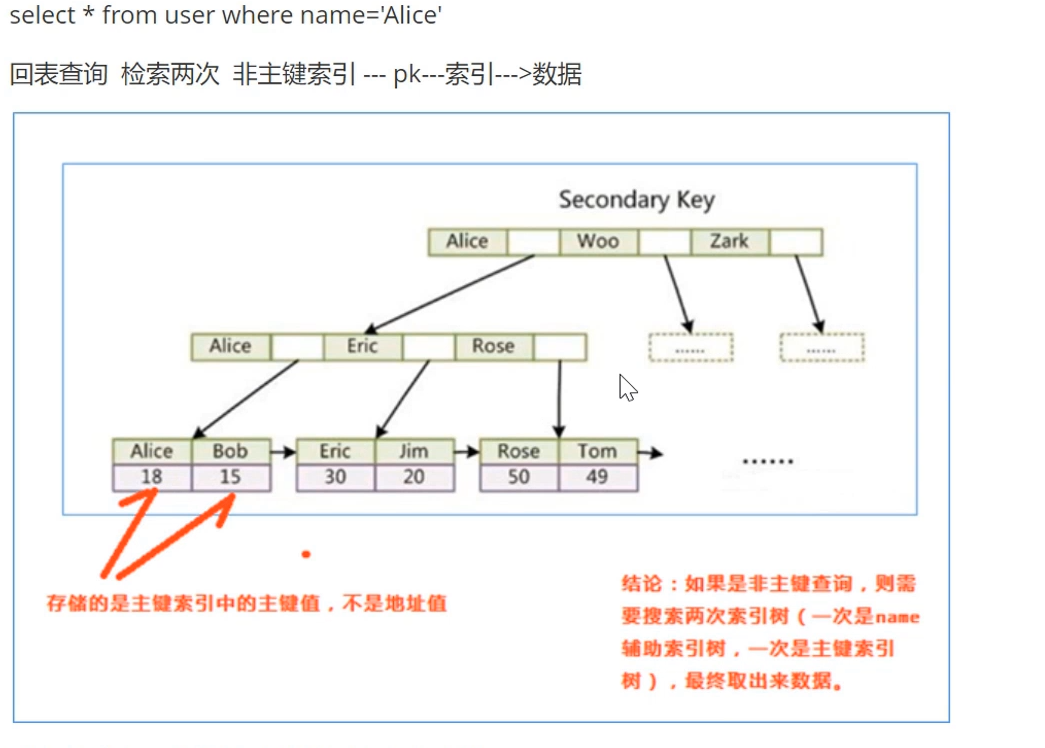 select * from user where name='Alice'
回表查询 检索两次 非主键索引 --- pk---索引--->数据
Secondary Key
Alice Woo Zark
Alice Eric Rose
...... ......
Alice Bob Eric Jim Rose Tom
18 15 30 20 50 49
......
存储的是主键索引中的主键值，不是地址值
结论：如果是非主键查询，则需
要搜索两次索引树（一次是name
辅助索引树，一次是主键索引
树），最终取出来数据。